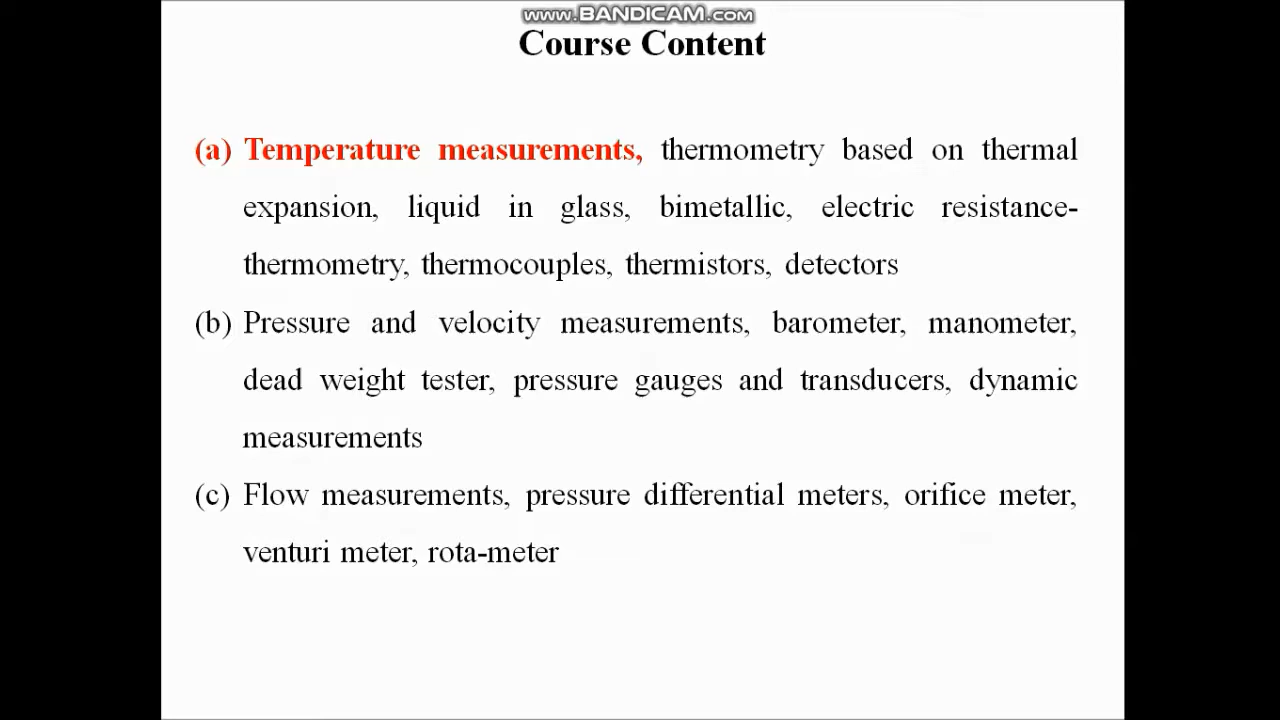 www.BANDICAM.com
Course Content
(a) Temperature measurements, thermometry based on thermal
expansion, liquid in glass, bimetallic, electric resistance-
thermometry, thermocouples, thermistors, detectors
(b) Pressure and velocity measurements, barometer, manometer,
dead weight tester, pressure gauges and transducers, dynamic
measurements
(c) Flow measurements, pressure differential meters, orifice meter,
venturi meter, rota-meter